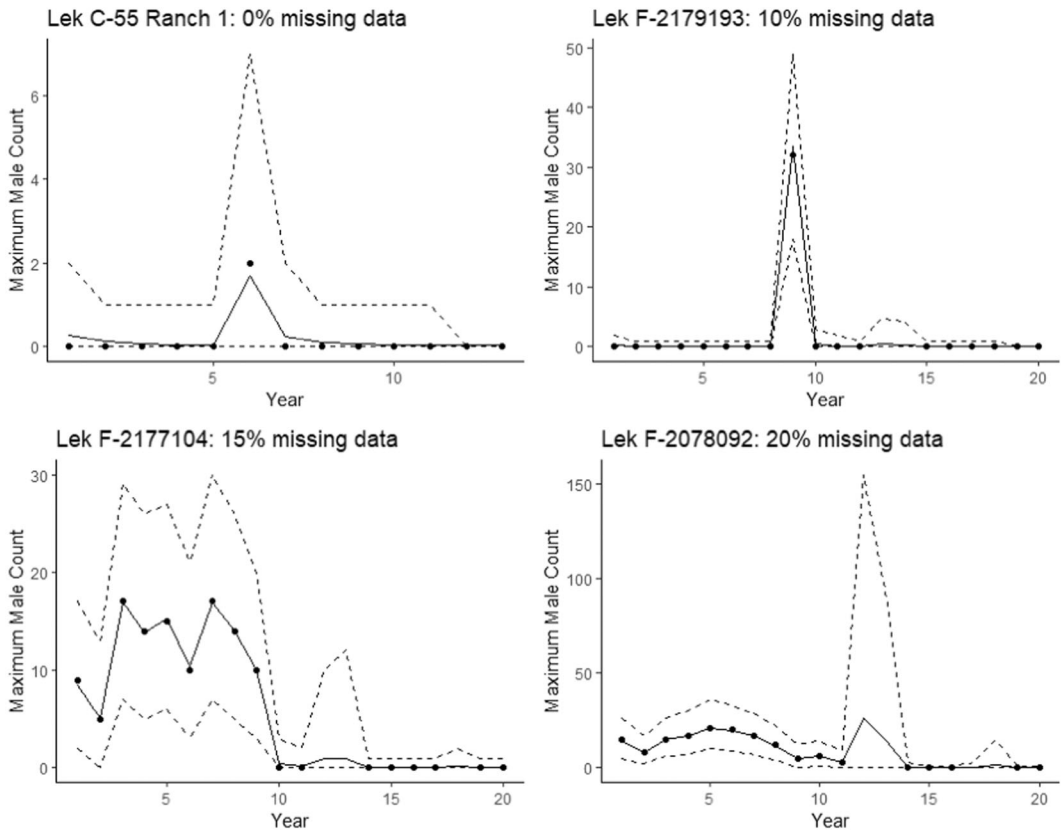 Lek C-55 Ranch 1: 0% missing data
Maximum Male Count
6
4
2
0
5
10
Year
Lek F-2179193: 10% missing data
Maximum Male Count
50
40
30
20
10
0
5
10
15
20
Year
Lek F-2177104: 15% missing data
Maximum Male Count
30
20
10
0
5
10
15
20
Year
Lek F-2078092: 20% missing data
Maximum Male Count
150
100
50
0
5
10
15
20
Year